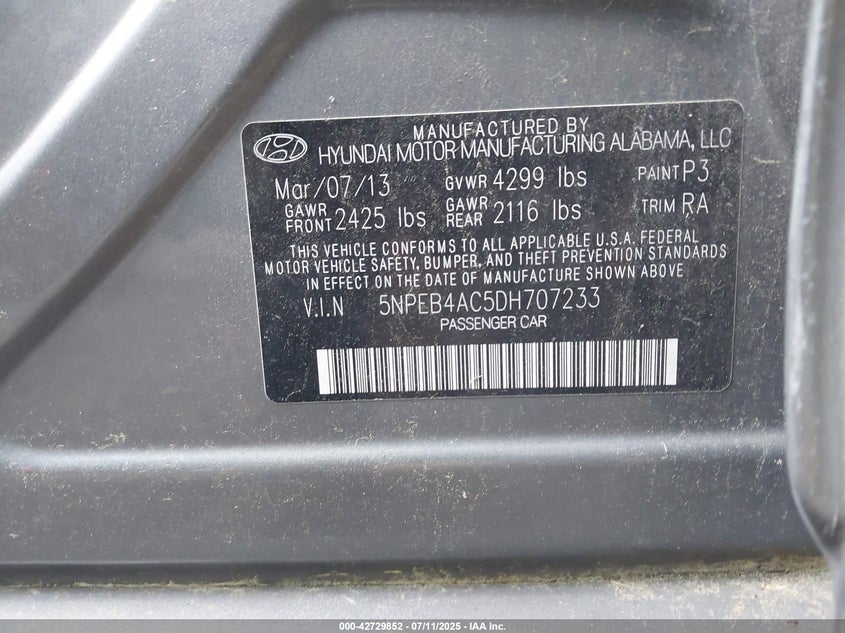 MANUFACTURED BY
HYUNDAI MOTOR MANUFACTURING ALABAMA, LLC
Mar/07/13 GVWR 4299 lbs PAINT P3
GAWR FRONT 2425 lbs GAWR REAR 2116 lbs TRIM RA
THIS VEHICLE CONFORMS TO ALL APPLICABLE U.S.A. FEDERAL
MOTOR VEHICLE SAFETY, BUMPER, AND THEFT PREVENTION STANDARDS
IN EFFECT ON THE DATE OF MANUFACTURE SHOWN ABOVE
V.I.N 5NPEB4AC5DH707233
PASSENGER CAR
000-42729852 - 07/11/2025 - IAA Inc.